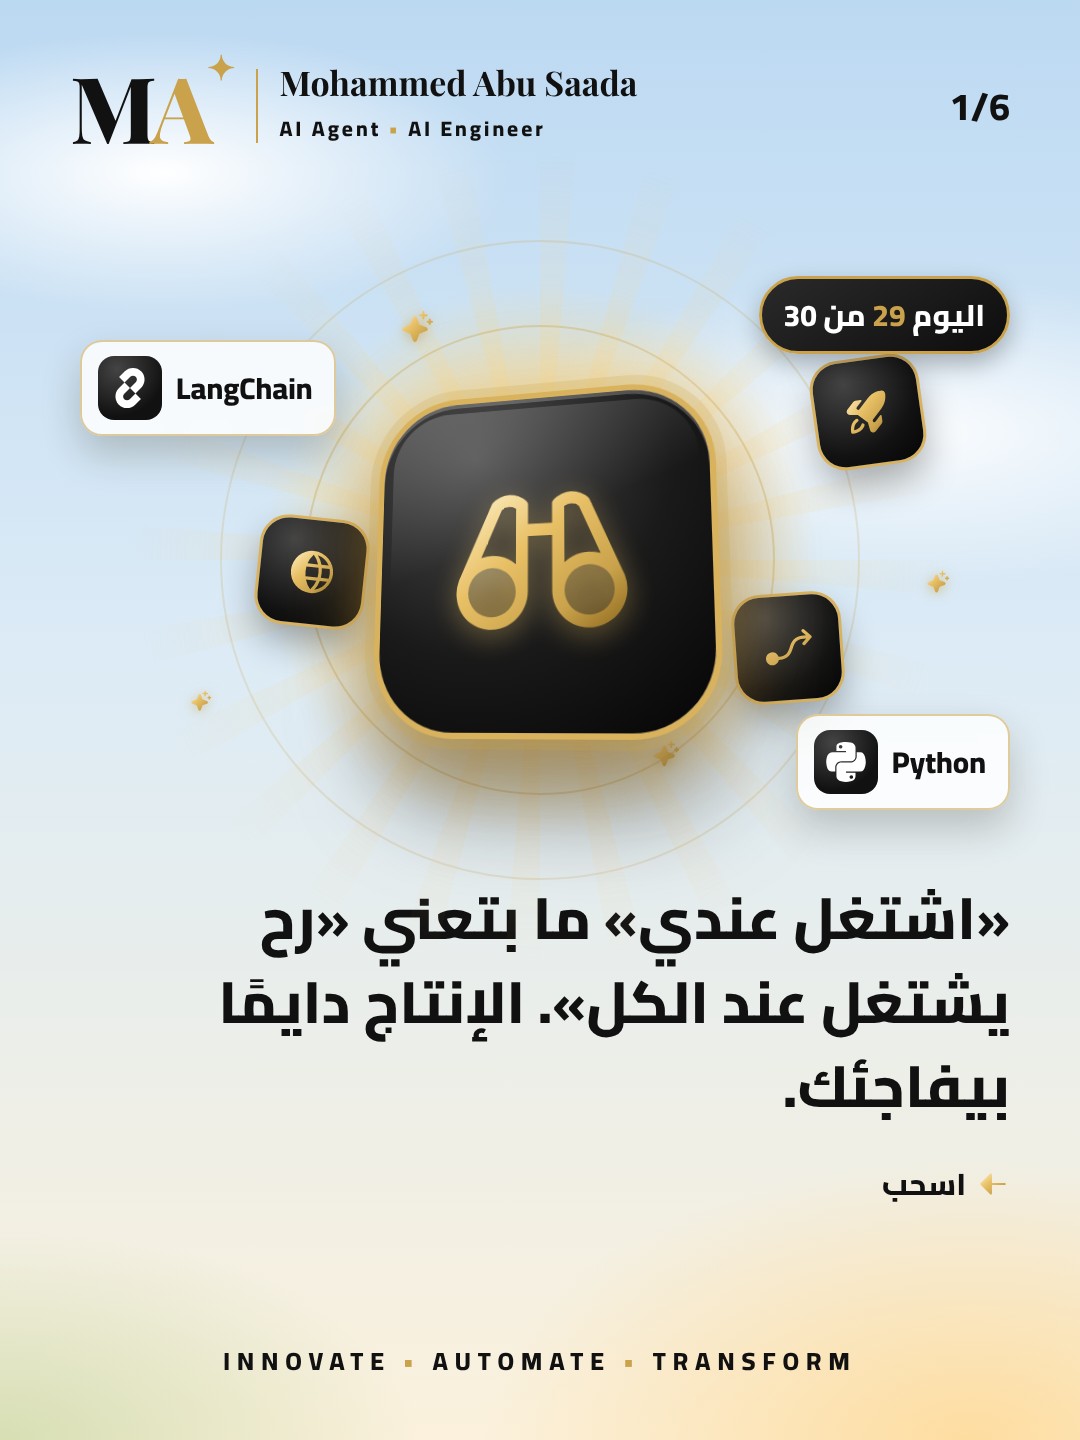 MA
Mohammed Abu Saada
AI Agent ▪ AI Engineer
1/6
اليوم 29 من 30
LangChain
Python
«اشتغل عندي» ما بتعني «رح
يشتغل عند الكل». الإنتاج دايمًا
بيفاجئك.
اسحب
INNOVATE ▪ AUTOMATE ▪ TRANSFORM